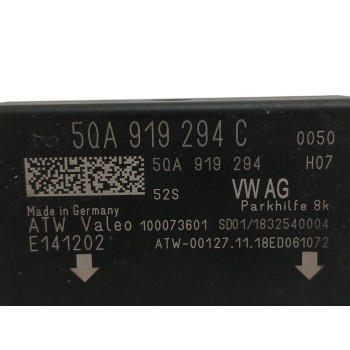 5QA 919 294 C 0050
5QA 919 294 H07
52S VW AG
Made in Germany Parkhilfe 8k
ATW Valeo 100073601 SD01/1832540004
E141202 ATW-00127.11.18ED061072